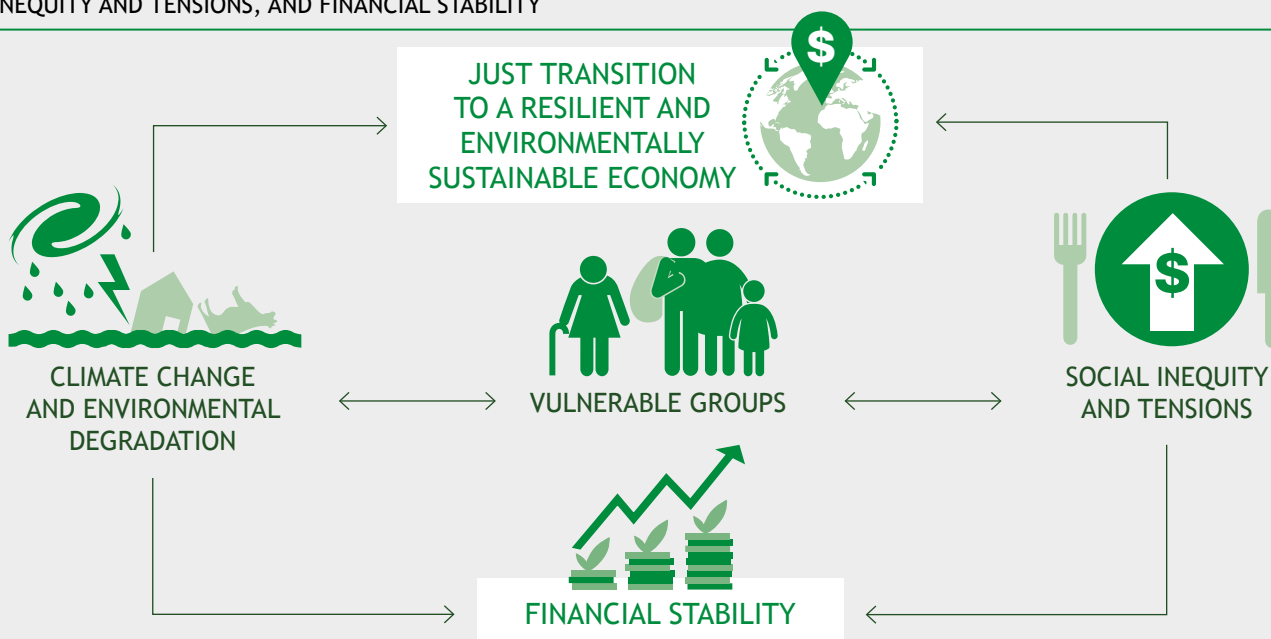 INEQUITY AND TENSIONS, AND FINANCIAL STABILITY
$
JUST TRANSITION
TO A RESILIENT AND
ENVIRONMENTALLY
SUSTAINABLE ECONOMY
$
CLIMATE CHANGE
AND ENVIRONMENTAL
DEGRADATION
VULNERABLE GROUPS
SOCIAL INEQUITY
AND TENSIONS
FINANCIAL STABILITY